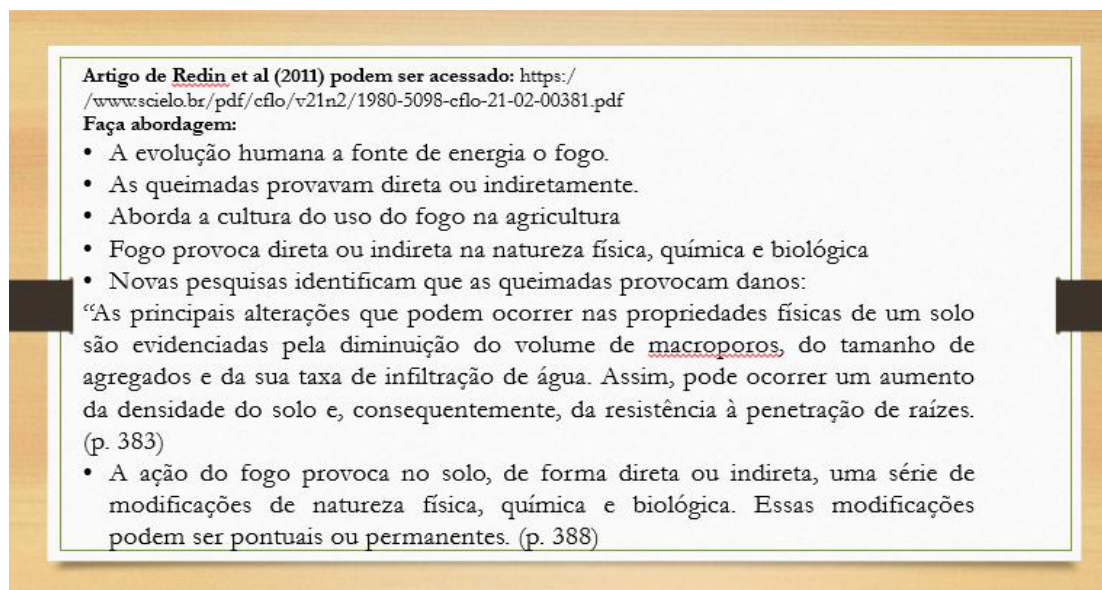 Artigo de Redin et al (2011) podem ser acessado: https:/
/www.scielo.br/pdf/cflo/v21n2/1980-5098-cflo-21-02-00381.pdf
Faça abordagem:
• A evolução humana a fonte de energia o fogo.
• As queimadas provavam direta ou indiretamente.
• Aborda a cultura do uso do fogo na agricultura
• Fogo provoca direta ou indireta na natureza física, química e biológica
• Novas pesquisas identificam que as queimadas provocam danos:
“As principais alterações que podem ocorrer nas propriedades físicas de um solo
são evidenciadas pela diminuição do volume de macroporos, do tamanho de
agregados e da sua taxa de infiltração de água. Assim, pode ocorrer um aumento
da densidade do solo e, consequentemente, da resistência à penetração de raízes.
(p. 383)
• A ação do fogo provoca no solo, de forma direta ou indireta, uma série de
modificações de natureza física, química e biológica. Essas modificações
podem ser pontuais ou permanentes. (p. 388)